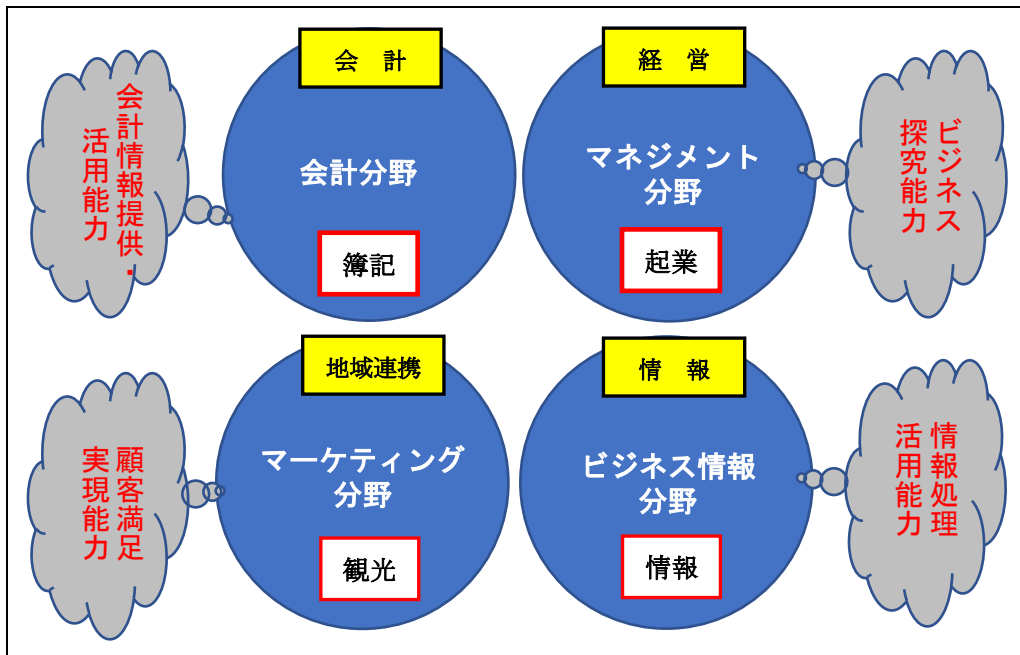 会計
会計情報提供・
活用能力
会計分野
簿記
経営
マネジメント
分野
起業
ビジネス
探究能力
地域連携
顧客満足
実現能力
マーケティング
分野
観光
情報
ビジネス情報
分野
情報
情報処理
活用能力